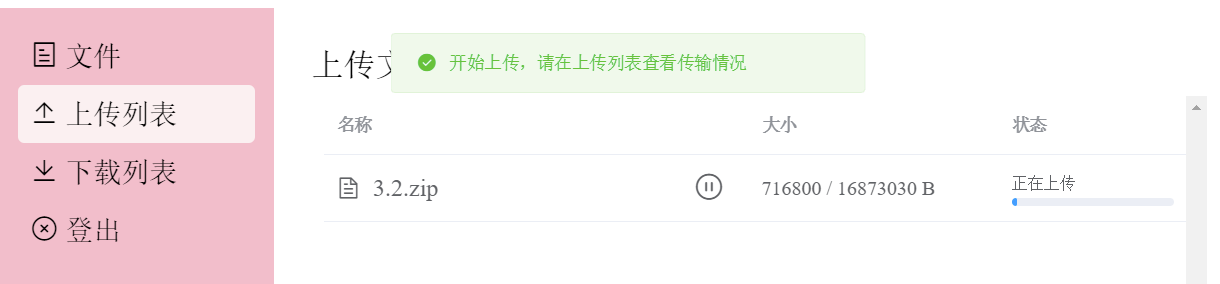 文件
上传列表
下载列表
登出
上传文
开始上传，请在上传列表查看传输情况
名称 大小 状态
3.2.zip 716800 / 16873030 B 正在上传